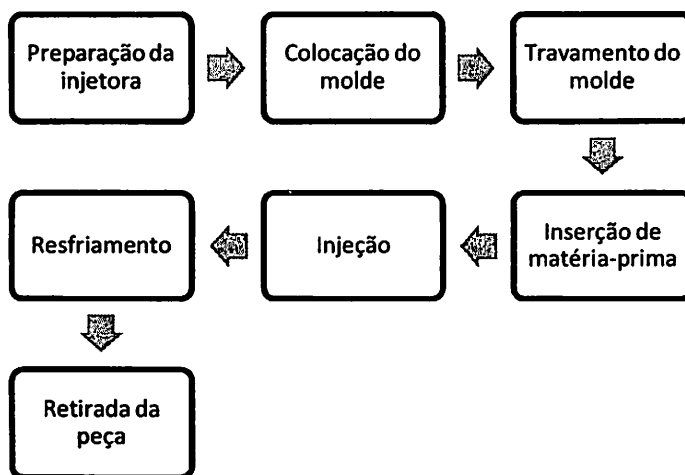 Preparação da
injetora
Colocação do
molde
Travamento do
molde
Inserção de
matéria-prima
Injeção
Resfriamento
Retirada da
peça